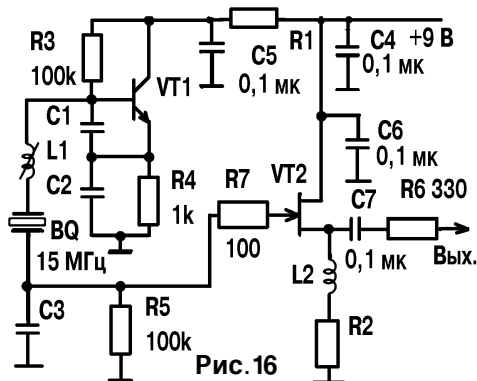 R3
100k
C1
L1
C2
BQ
15 МГц
C3
VT1
R4
1k
R5
100k
C5
0,1 мк
R1
C4
+9 В
0,1 мк
C6
0,1 мк
R7
100
VT2
C7
0,1 мк
R6 330
Вых.
L2
R2
Рис.16